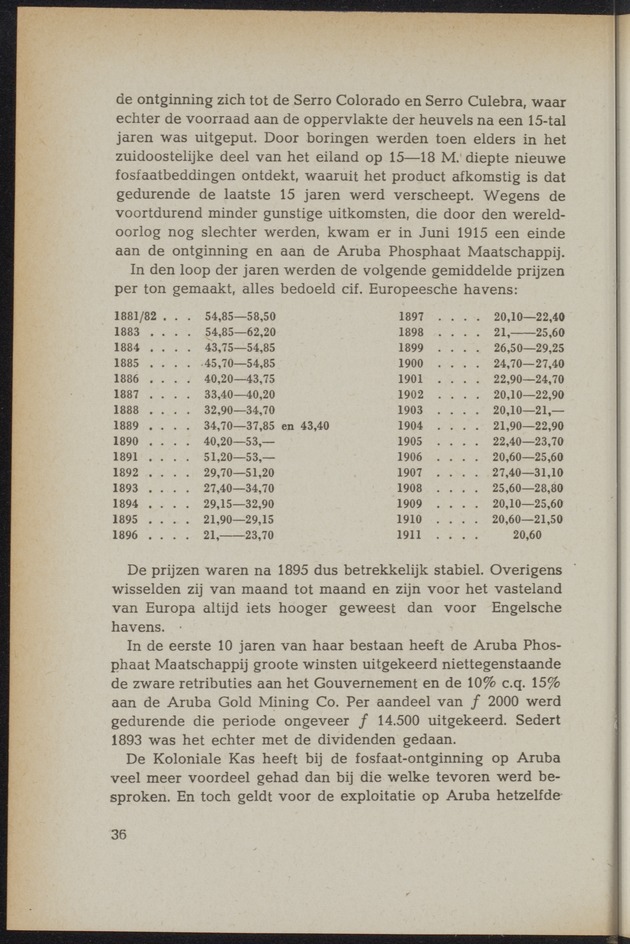 de ontginning zich tot de Serro Colorado en Serro Culebra, waar
echter de voorraad aan de oppervlakte der heuvels na een 15-tal
jaren was uitgeput. Door boringen werden toen elders in het
zuidoostelijke deel van het eiland op 15—18 M. diepte nieuwe
fosfaatbeddingen ontdekt, waaruit het product afkomstig is dat
gedurende de laatste 15 jaren werd verscheept. Wegens de
voortdurend minder gunstige uitkomsten, die door den wereld-
oorlog nog slechter werden, kwam er in Juni 1915 een einde
aan de ontginning en aan de Aruba Phosphaat Maatschappij.
In den loop der jaren werden de volgende gemiddelde prijzen
per ton gemaakt, alles bedoeld cif. Europeesche havens:
1881/82 . . . 54,85—58,50
1883 . . . . 54,85—62,20
1884 . . . . 43,75—54,85
1885 . . . . 45,70—54,85
1886 . . . . 40,20—43,75
1887 . . . . 33,40—40,20
1888 . . . . 32,90—34,70
1889 . . . . 34,70—37,85 en 43,40
1890 . . . . 40,20—53,—
1891 . . . . 51,20—53,—
1892 . . . . 29,70—51,20
1893 . . . . 27,40—34,70
1894 . . . . 29,15—32,90
1895 . . . . 21,90—29,15
1896 . . . . 21,——23,70
1897 . . . . 20,10—22,40
1898 . . . . 21,——25,60
1899 . . . . 26,50—29,25
1900 . . . . 24,70—27,40
1901 . . . . 22,90—24,70
1902 . . . . 20,10—22,90
1903 . . . . 20,10—21,—
1904 . . . . 21,90—22,90
1905 . . . . 22,40—23,70
1906 . . . . 20,60—25,60
1907 . . . . 27,40—31,10
1908 . . . . 25,60—28,80
1909 . . . . 20,10—25,60
1910 . . . . 20,60—21,50
1911 . . . . 20,60
De prijzen waren na 1895 dus betrekkelijk stabiel. Overigens
wisselden zij van maand tot maand en zijn voor het vasteland
van Europa altijd iets hooger geweest dan voor Engelsche
havens.
In de eerste 10 jaren van haar bestaan heeft de Aruba Phos-
phaat Maatschappij groote winsten uitgekeerd niettegenstaande
de zware retributies aan het Gouvernement en de 10% c.q. 15%
aan de Aruba Gold Mining Co. Per aandeel van ƒ 2000 werd
gedurende die periode ongeveer ƒ 14.500 uitgekeerd. Sedert
1893 was het echter met de dividenden gedaan.
De Koloniale Kas heeft bij de fosfaat-ontginning op Aruba
veel meer voordeel gehad dan bij die welke tevoren werd be-
sproken. En toch geldt voor de exploitatie op Aruba hetzelfde
36